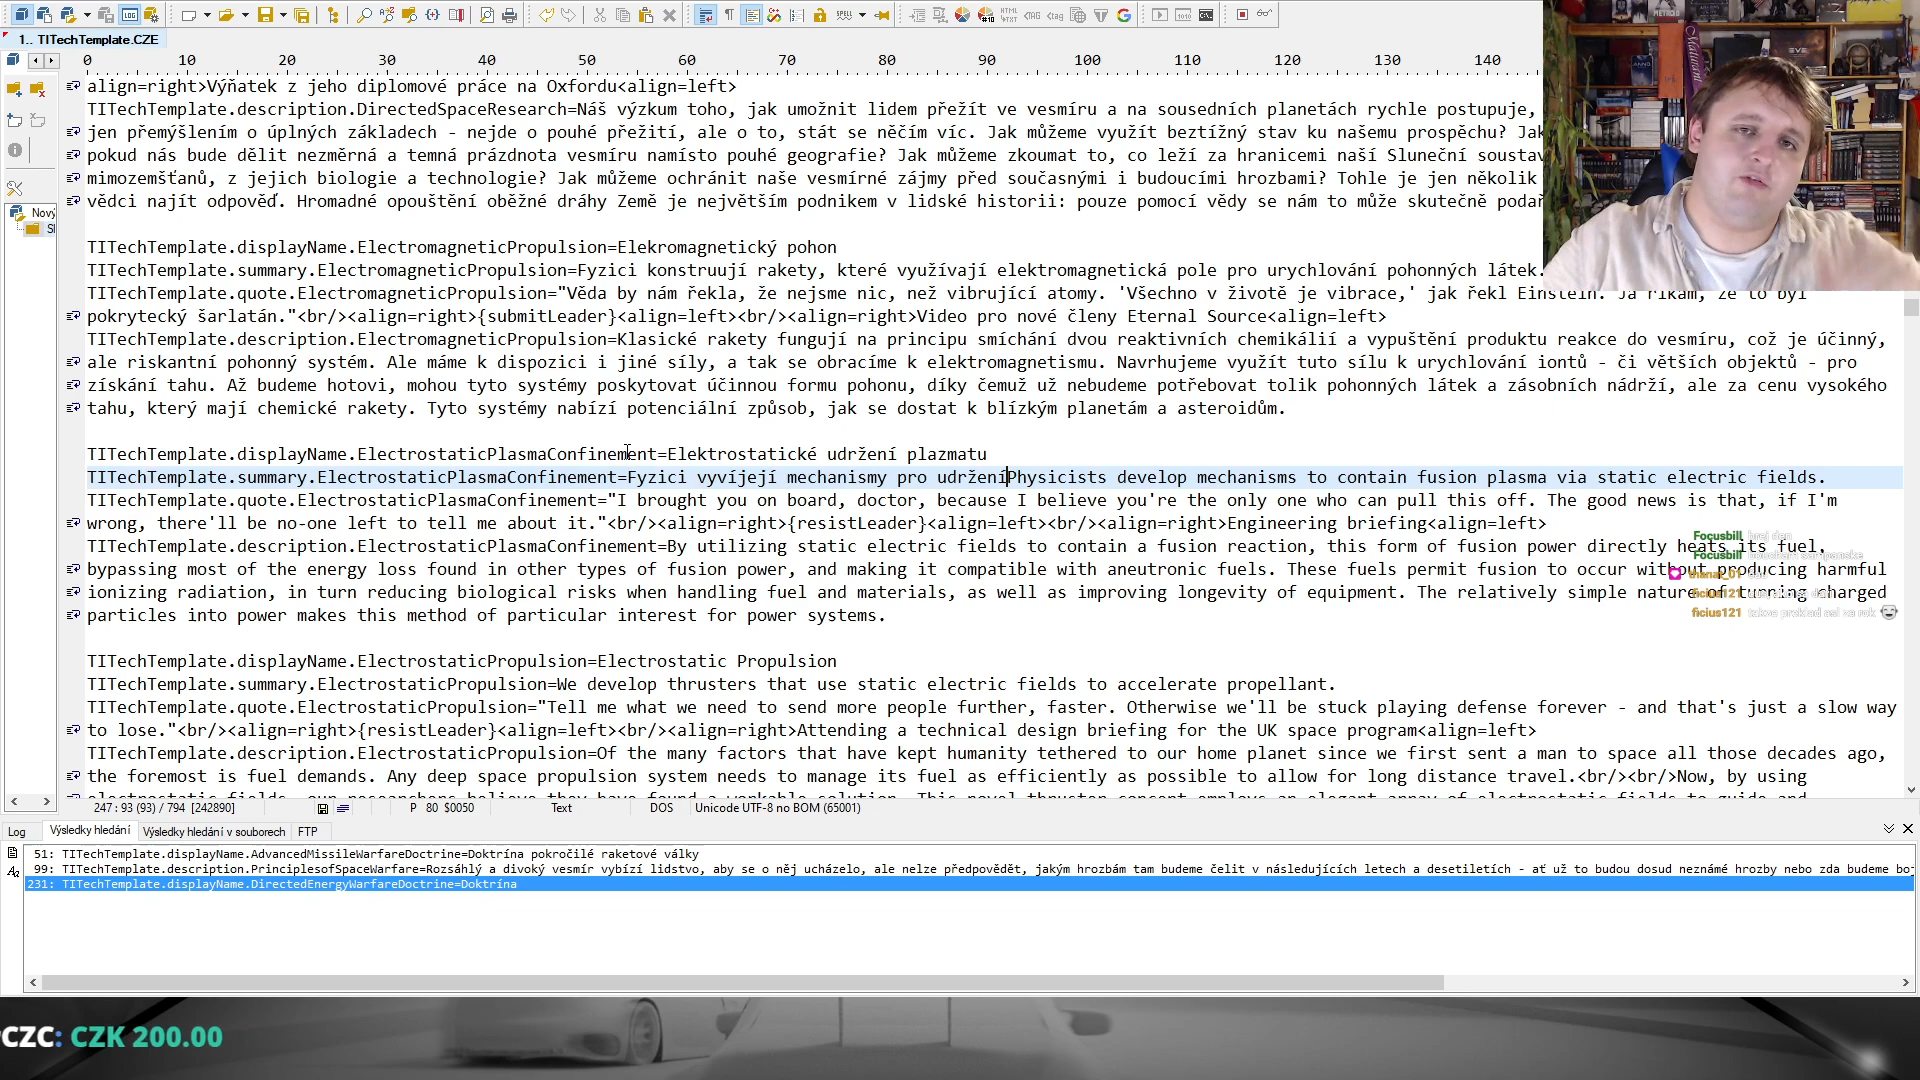 1.. TITechTemplate.CZE
0 10 20 30 40 50 60 70 80 90 100 110 120 130 140
align=right>Výňatek z jeho diplomové práce na Oxfordu<align=left>
TITechTemplate.description.DirectedSpaceResearch=Náš výzkum toho, jak umožnit lidem přežít ve vesmíru a na sousedních planetách rychle postupuje,
jen přemýšlením o úplných základech - nejde o pouhé přežití, ale o to, stát se něčím víc. Jak můžeme využít beztížný stav ku našemu prospěchu? Jak
pokud nás bude dělit nezměrná a temná prázdnota vesmíru namísto pouhé geografie? Jak můžeme zkoumat to, co leží za hranicemi naší Sluneční soustav
mimozemšťanů, z jejich biologie a technologie? Jak můžeme ochránit naše vesmírné zájmy před současnými i budoucími hrozbami? Tohle je jen několik
vědci najít odpověď. Hromadné opouštění oběžné dráhy Země je největším podnikem v lidské historii: pouze pomocí vědy se nám to může skutečně podař
TITechTemplate.displayName.ElectromagneticPropulsion=Elekromagnetický pohon
TITechTemplate.summary.ElectromagneticPropulsion=Fyzici konstruují rakety, které využívají elektromagnetická pole pro urychlování pohonných látek.
TITechTemplate.quote.ElectromagneticPropulsion="Věda by nám řekla, že nejsme nic, než vibrující atomy. 'Všechno v životě je vibrace,' jak řekl Einstein. Já říkám, že to byl
pokrytecký šarlatán."<br/><align=right>{submitLeader}<align=left><br/><align=right>Video pro nové členy Eternal Source<align=left>
TITechTemplate.description.ElectromagneticPropulsion=Klasické rakety fungují na principu smíchání dvou reaktivních chemikálií a vypuštění produktu reakce do vesmíru, což je účinný,
ale riskantní pohonný systém. Ale máme k dispozici i jiné síly, a tak se obracíme k elektromagnetismu. Navrhujeme využít tuto sílu k urychlování iontů - či větších objektů - pro
získání tahu. Až budeme hotovi, mohou tyto systémy poskytovat účinnou formu pohonu, díky čemuž už nebudeme potřebovat tolik pohonných látek a zásobních nádrží, ale za cenu vysokého
tahu, který mají chemické rakety. Tyto systémy nabízí potenciální způsob, jak se dostat k blízkým planetám a asteroidům.
TITechTemplate.displayName.ElectrostaticPlasmaConfinement=Elektrostatické udržení plazmatu
TITechTemplate.summary.ElectrostaticPlasmaConfinement=Fyzici vyvíjejí mechanismy pro udrženíPhysicists develop mechanisms to contain fusion plasma via static electric fields.
TITechTemplate.quote.ElectrostaticPlasmaConfinement="I brought you on board, doctor, because I believe you're the only one who can pull this off. The good news is that, if I'm
wrong, there'll be no-one left to tell me about it."<br/><align=right>{resistLeader}<align=left><br/><align=right>Engineering briefing<align=left>
TITechTemplate.description.ElectrostaticPlasmaConfinement=By utilizing static electric fields to contain a fusion reaction, this form of fusion power directly heats its fuel,
bypassing most of the energy loss found in other types of fusion power, and making it compatible with aneutronic fuels. These fuels permit fusion to occur without producing harmful
ionizing radiation, in turn reducing biological risks when handling fuel and materials, as well as improving longevity of equipment. The relatively simple nature of turning charged
particles into power makes this method of particular interest for power systems.
Focusbill
Focusbill
thanar_01
ficius121
ficius121
TITechTemplate.displayName.ElectrostaticPropulsion=Electrostatic Propulsion
TITechTemplate.summary.ElectrostaticPropulsion=We develop thrusters that use static electric fields to accelerate propellant.
TITechTemplate.quote.ElectrostaticPropulsion="Tell me what we need to send more people further, faster. Otherwise we'll be stuck playing defense forever - and that's just a slow way
to lose."<br/><align=right>{resistLeader}<align=left><br/><align=right>Attending a technical design briefing for the UK space program<align=left>
TITechTemplate.description.ElectrostaticPropulsion=Of the many factors that have kept humanity tethered to our home planet since we first sent a man to space all those decades ago,
the foremost is fuel demands. Any deep space propulsion system needs to manage its fuel as efficiently as possible to allow for long distance travel.<br/><br/>Now, by using
Nový
247 : 93 (93) / 794 [242890] P 80 $0050 Text DOS Unicode UTF-8 no BOM (65001)
Log Výsledky hledání Výsledky hledání v souborech FTP
51: TITechTemplate.displayName.AdvancedMissileWarfareDoctrine=Doktrína pokročilé raketové války
99: TITechTemplate.description.PrinciplesofSpaceWarfare=Rozsáhlý a divoký vesmír vybízí lidstvo, aby se o něj ucházelo, ale nelze předpovědět, jakým hrozbám tam budeme čelit v následujících letech a desetiletích - ať už to budou dosud neznámé hrozby nebo zda budeme bo
231: TITechTemplate.displayName.DirectedEnergyWarfareDoctrine=Doktrína
CZC: CZK 200.00